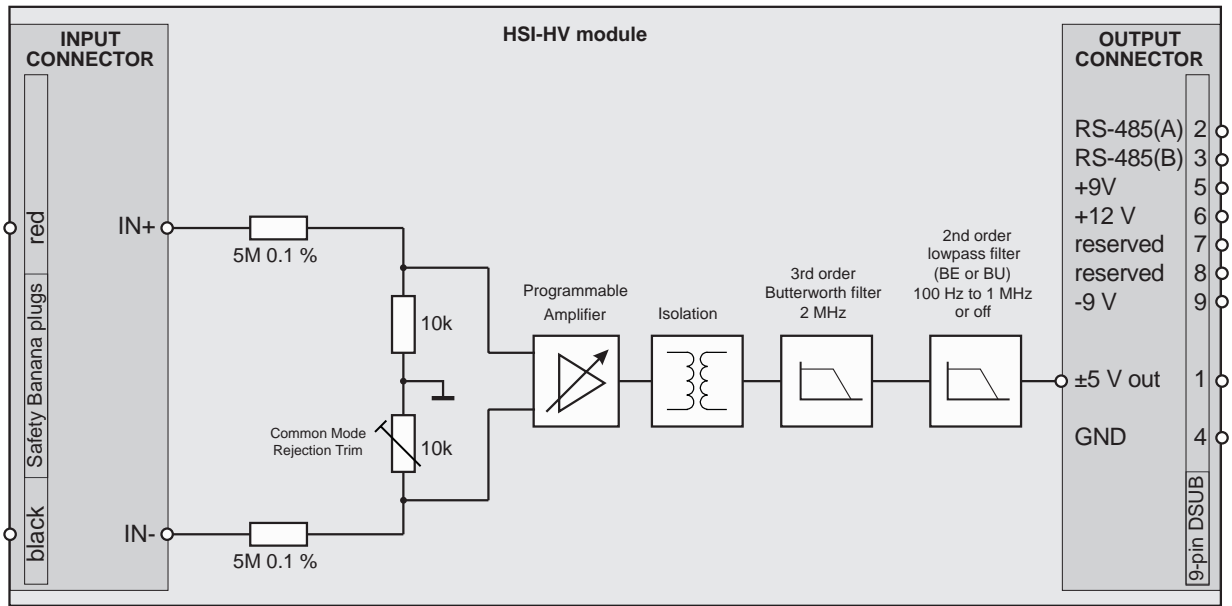 HSI-HV module
INPUT
CONNECTOR
red
Safety Banana plugs
black
IN+
IN-
5M 0.1 %
10k
Common Mode
Rejection Trim
10k
5M 0.1 %
Programmable
Amplifier
Isolation
3rd order
Butterworth filter
2 MHz
2nd order
lowpass filter
(BE or BU)
100 Hz to 1 MHz
or off
OUTPUT
CONNECTOR
RS-485(A) 2
RS-485(B) 3
+9V 5
+12 V 6
reserved 7
reserved 8
-9 V 9
±5 V out 1
GND 4
9-pin DSUB